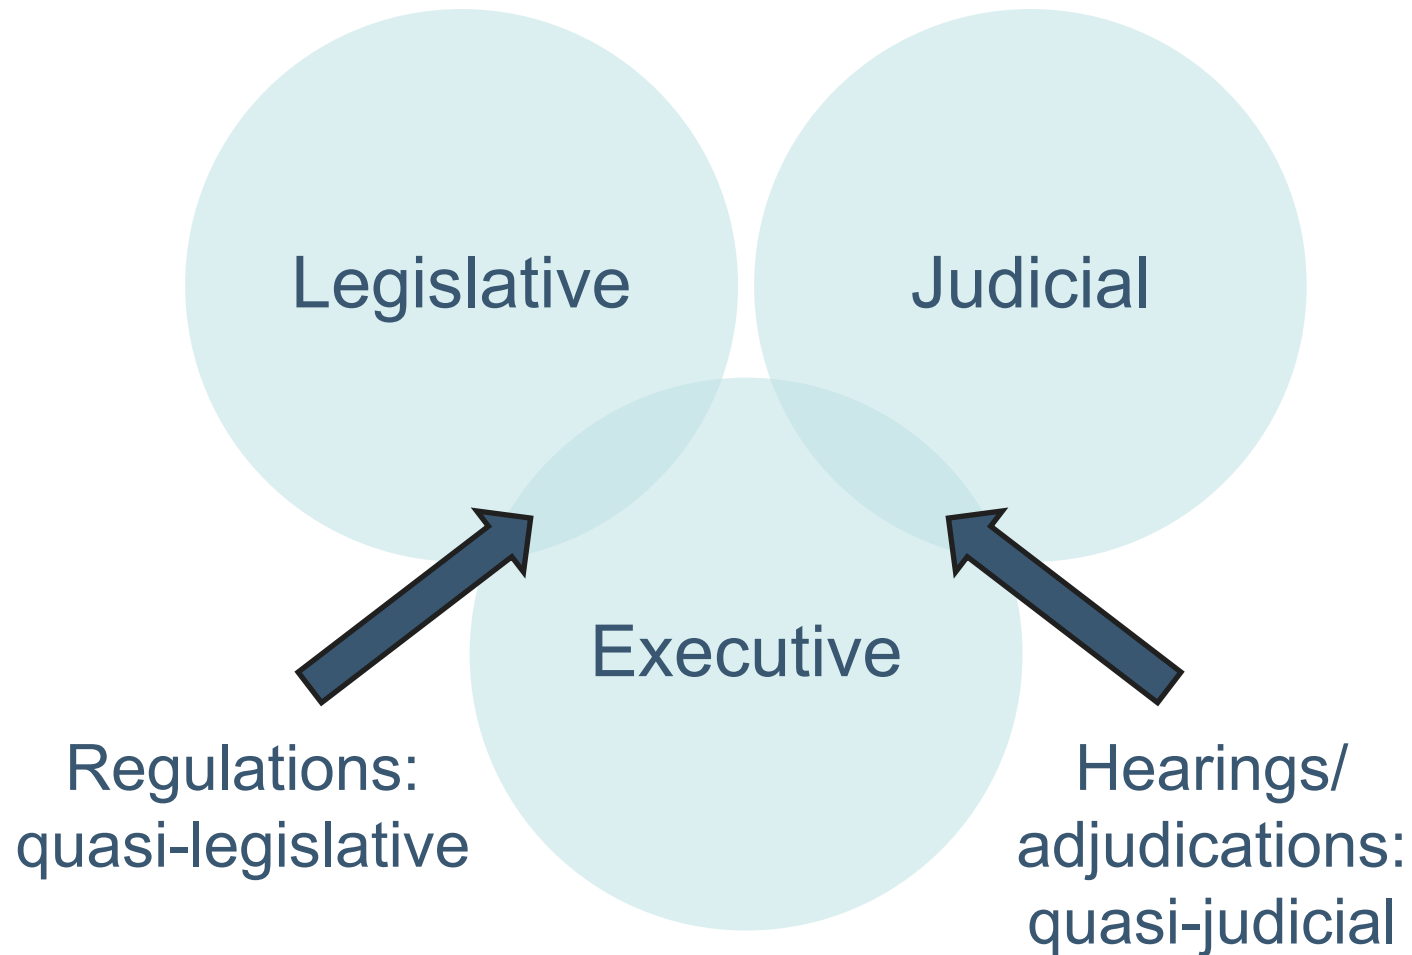 Legislative
Judicial
Executive
Regulations:
quasi-legislative
Hearings/
adjudications:
quasi-judicial